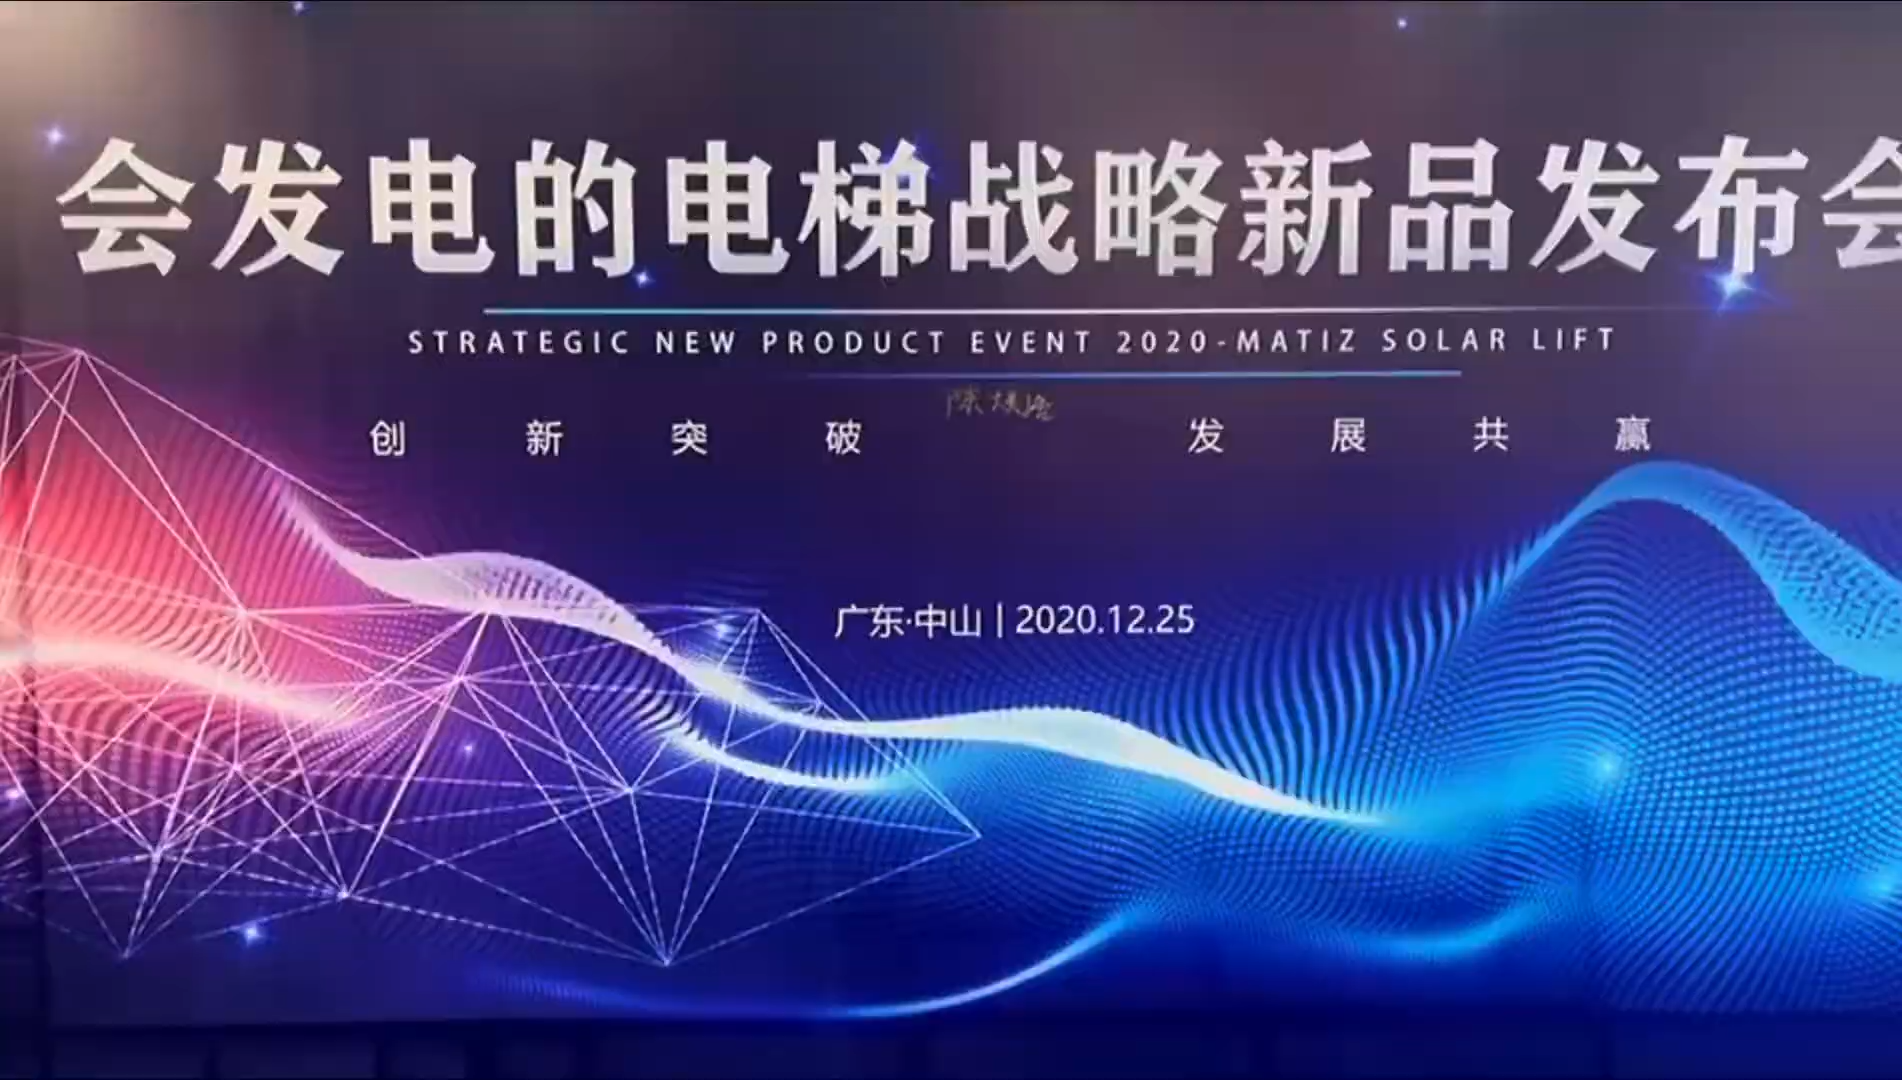 会发电的电梯战略新品发布会
STRATEGIC NEW PRODUCT EVENT 2020-MATIZ SOLAR LIFT
创新突破 发展共赢
广东·中山 | 2020.12.25